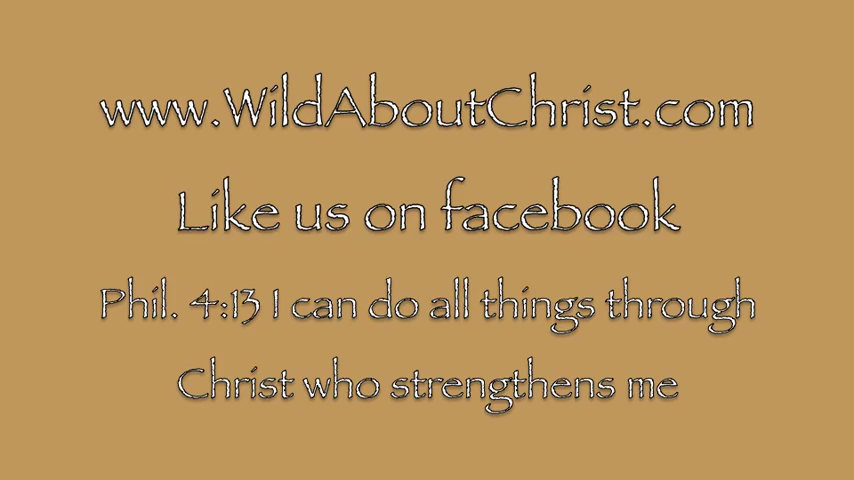 www.WildAboutChrist.com
Like us on facebook
Phil. 4:13 I can do all things through
Christ who strengthens me